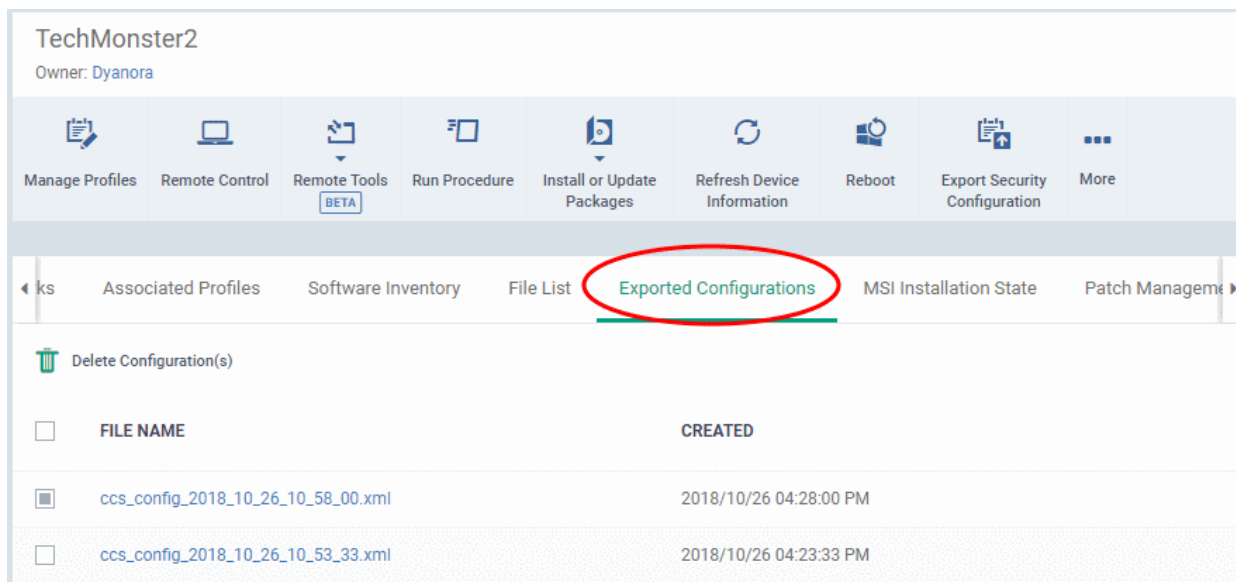 TechMonster2
Owner: Dyanora
Manage Profiles
Remote Control
Remote Tools
BETA
Run Procedure
Install or Update
Packages
Refresh Device
Information
Reboot
Export Security
Configuration
More
ks Associated Profiles Software Inventory File List Exported Configurations MSI Installation State Patch Manageme
Delete Configuration(s)
FILE NAME CREATED
ccs_config_2018_10_26_10_58_00.xml 2018/10/26 04:28:00 PM
ccs_config_2018_10_26_10_53_33.xml 2018/10/26 04:23:33 PM